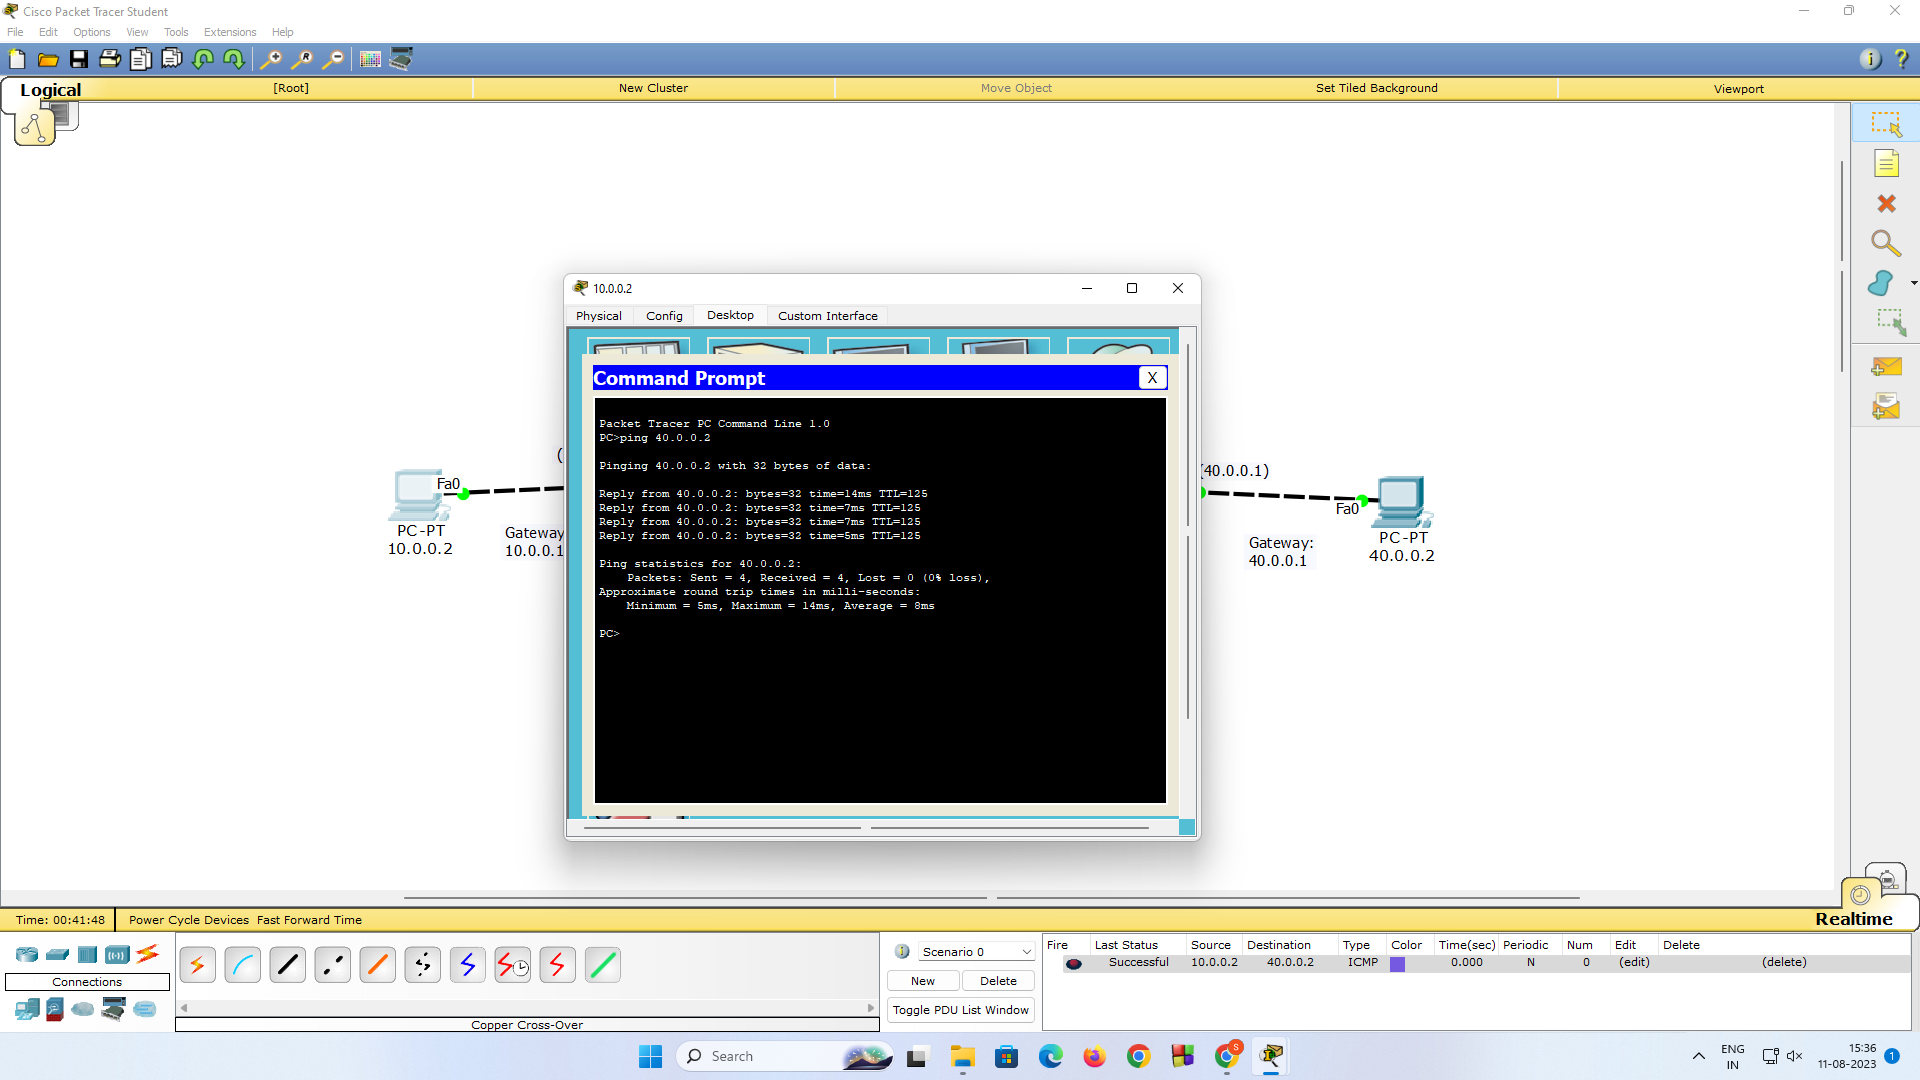 Cisco Packet Tracer Student
File Edit Options View Tools Extensions Help
Logical [Root] New Cluster Move Object Set Tiled Background Viewport
10.0.0.2
Physical Config Desktop Custom Interface
Command Prompt X
Packet Tracer PC Command Line 1.0
PC>ping 40.0.0.2
Pinging 40.0.0.2 with 32 bytes of data:
Reply from 40.0.0.2: bytes=32 time=14ms TTL=125
Reply from 40.0.0.2: bytes=32 time=7ms TTL=125
Reply from 40.0.0.2: bytes=32 time=7ms TTL=125
Reply from 40.0.0.2: bytes=32 time=5ms TTL=125
Ping statistics for 40.0.0.2:
Packets: Sent = 4, Received = 4, Lost = 0 (0% loss),
Approximate round trip times in milli-seconds:
Minimum = 5ms, Maximum = 14ms, Average = 8ms
PC>
(
Fa0
PC-PT
10.0.0.2
Gateway:
10.0.0.1
(40.0.0.1)
Fa0
PC-PT
40.0.0.2
Gateway:
40.0.0.1
Time: 00:41:48 Power Cycle Devices Fast Forward Time Realtime
Connections
Copper Cross-Over
Scenario 0
New Delete
Toggle PDU List Window
Fire Last Status Source Destination Type Color Time(sec) Periodic Num Edit Delete
Successful 10.0.0.2 40.0.0.2 ICMP 0.000 N 0 (edit) (delete)
Search
S
ENG
IN
15:36
11-08-2023
1